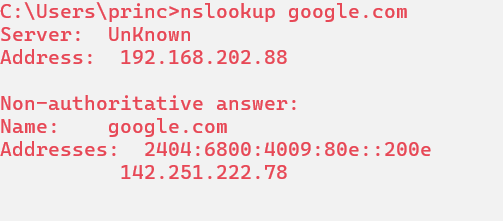 C:\Users\princ>nslookup google.com
Server:  UnKnown
Address:  192.168.202.88

Non-authoritative answer:
Name:    google.com
Addresses:  2404:6800:4009:80e::200e
          142.251.222.78